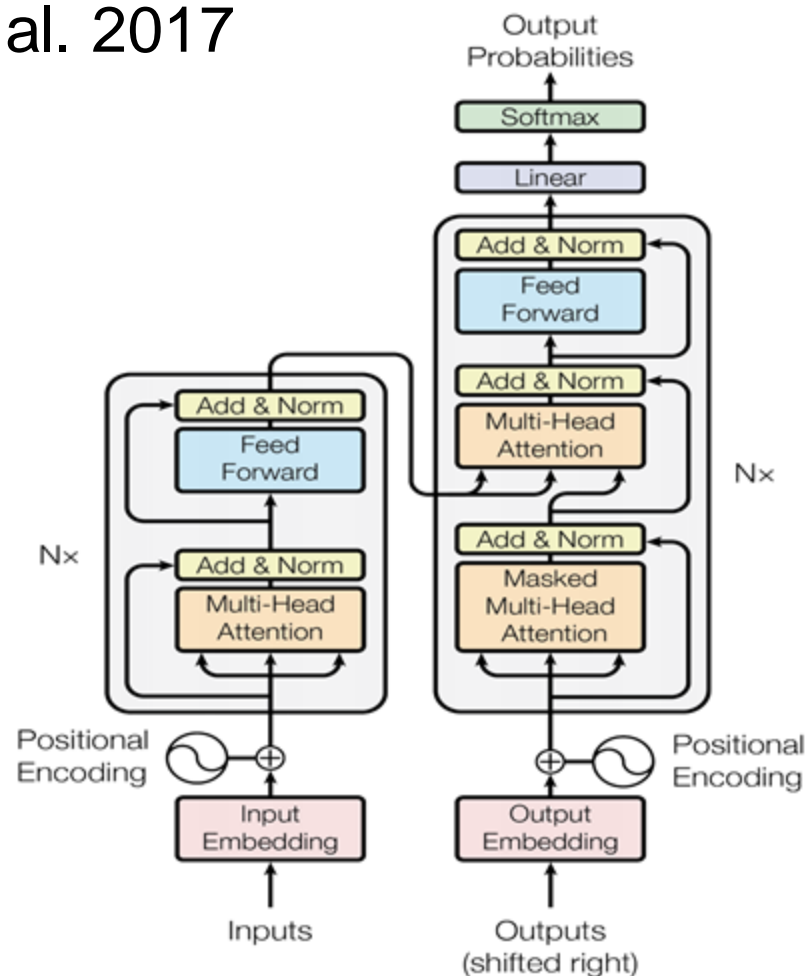 al. 2017
Output
Probabilities
Softmax
Linear
Add & Norm
Feed
Forward
Add & Norm
Multi-Head
Attention
Nx
Add & Norm
Masked
Multi-Head
Attention
Add & Norm
Feed
Forward
Nx
Add & Norm
Multi-Head
Attention
Positional
Encoding
Positional
Encoding
Input
Embedding
Output
Embedding
Inputs
Outputs
(shifted right)